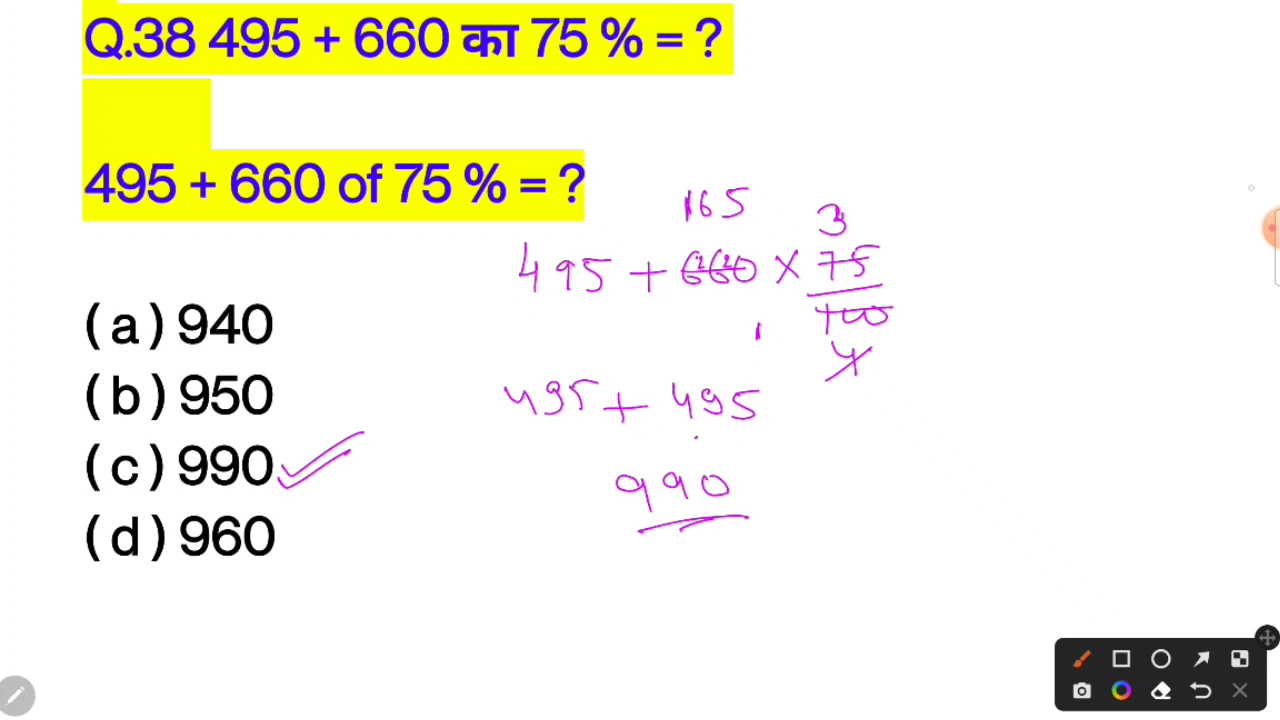 Q.38 495 + 660 का 75 % = ?
495 + 660 of 75 % = ?
165 3
495 + 660 × 75
100
1 4
(a) 940
495 + 495
(b) 950
(c) 990
990
(d) 960